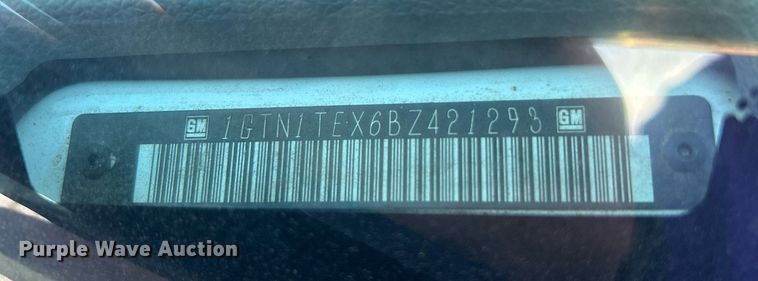 GM 1GTN1TEX6BZ421293 GM
Purple Wave Auction